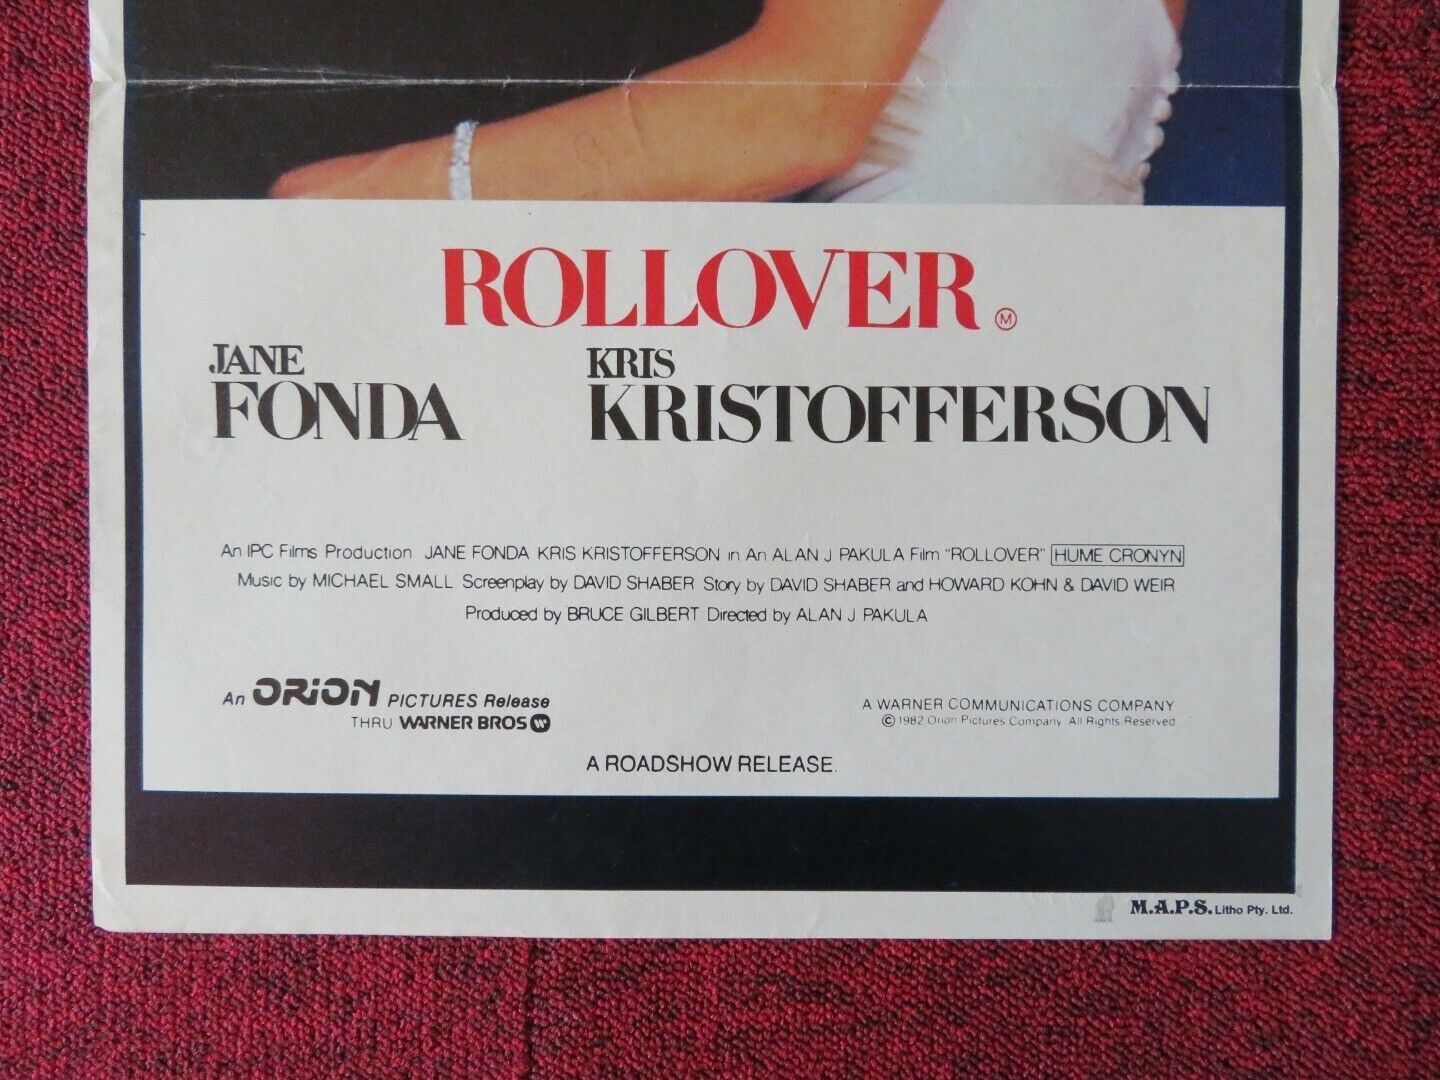 ROLLOVER Ⓜ
JANE KRIS
FONDA KRISTOFFERSON
An IPC Films Production JANE FONDA KRIS KRISTOFFERSON in An ALAN J. PAKULA Film "ROLLOVER" HUME CRONYN
Music by MICHAEL SMALL Screenplay by DAVID SHABER Story by DAVID SHABER and HOWARD KOHN & DAVID WEIR
Produced by BRUCE GILBERT Directed by ALAN J. PAKULA
An ORiON PICTURES Release
THRU WARNER BROS
A WARNER COMMUNICATIONS COMPANY
© 1982 Orion Pictures Company. All Rights Reserved
A ROADSHOW RELEASE.
M.A.P.S. Litho Pty. Ltd.